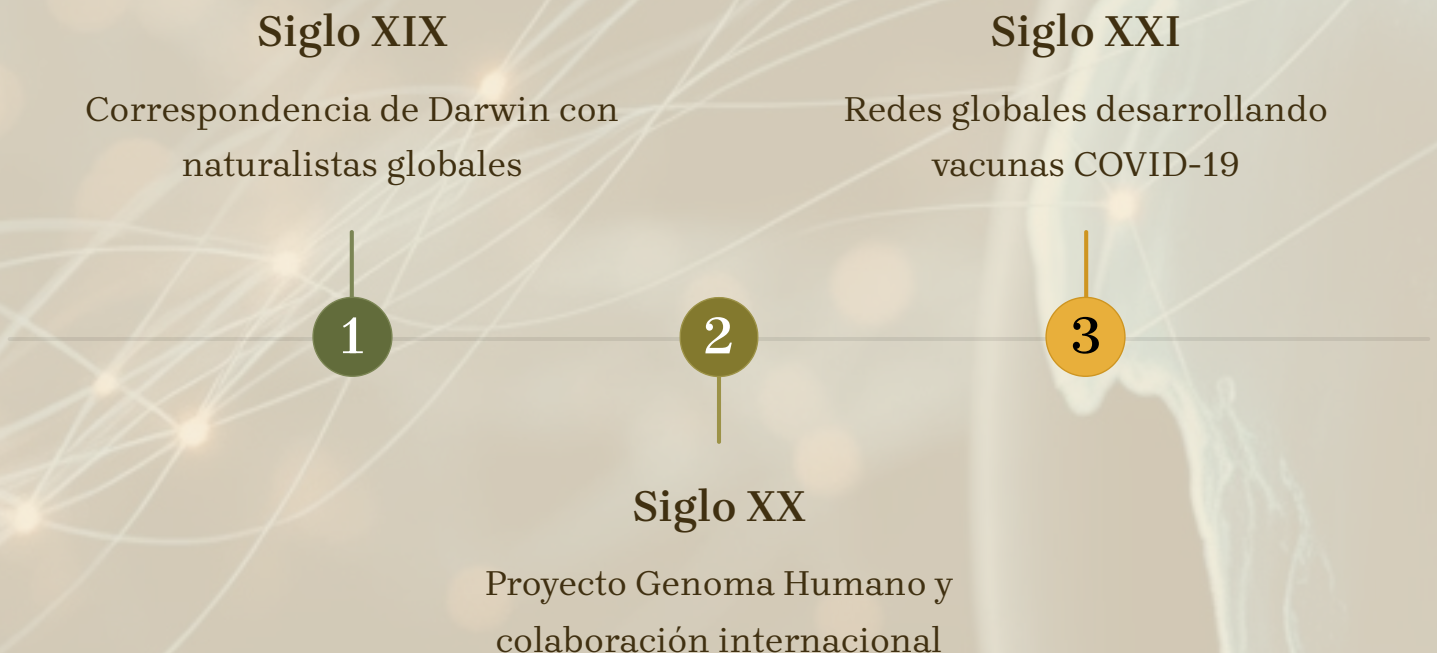 Siglo XIX
Correspondencia de Darwin con
naturalistas globales
1
2
Siglo XX
Proyecto Genoma Humano y
colaboración internacional
Siglo XXI
Redes globales desarrollando
vacunas COVID-19
3